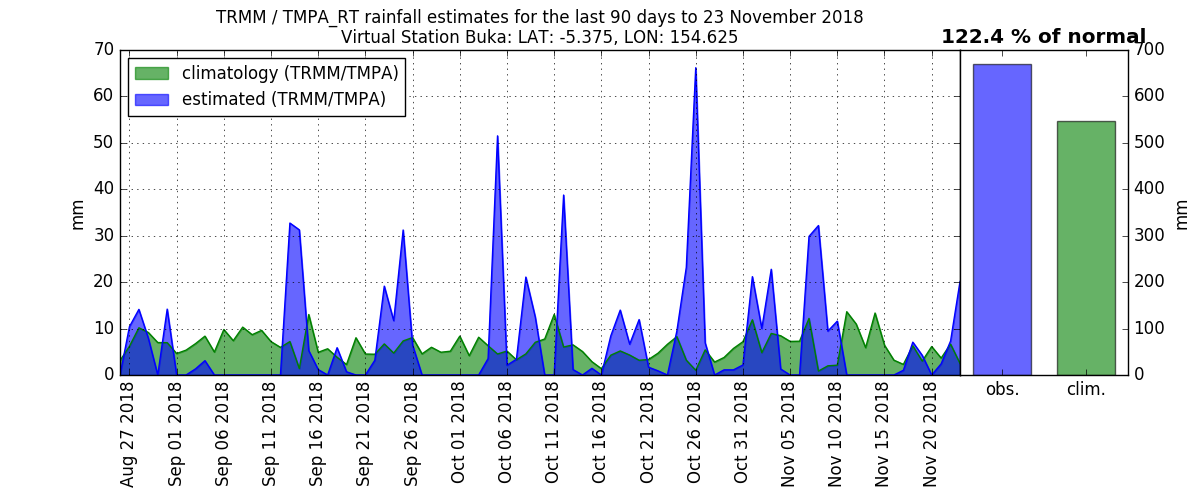 TRMM / TMPA_RT rainfall estimates for the last 90 days to 23 November 2018
Virtual Station Buka: LAT: -5.375, LON: 154.625
122.4 % of normal
climatology (TRMM/TMPA)
estimated (TRMM/TMPA)
70
60
50
40
30
20
10
0
mm
700
600
500
400
300
200
100
0
mm
obs.
clim.
Aug 27 2018
Sep 01 2018
Sep 06 2018
Sep 11 2018
Sep 16 2018
Sep 21 2018
Sep 26 2018
Oct 01 2018
Oct 06 2018
Oct 11 2018
Oct 16 2018
Oct 21 2018
Oct 26 2018
Oct 31 2018
Nov 05 2018
Nov 10 2018
Nov 15 2018
Nov 20 2018